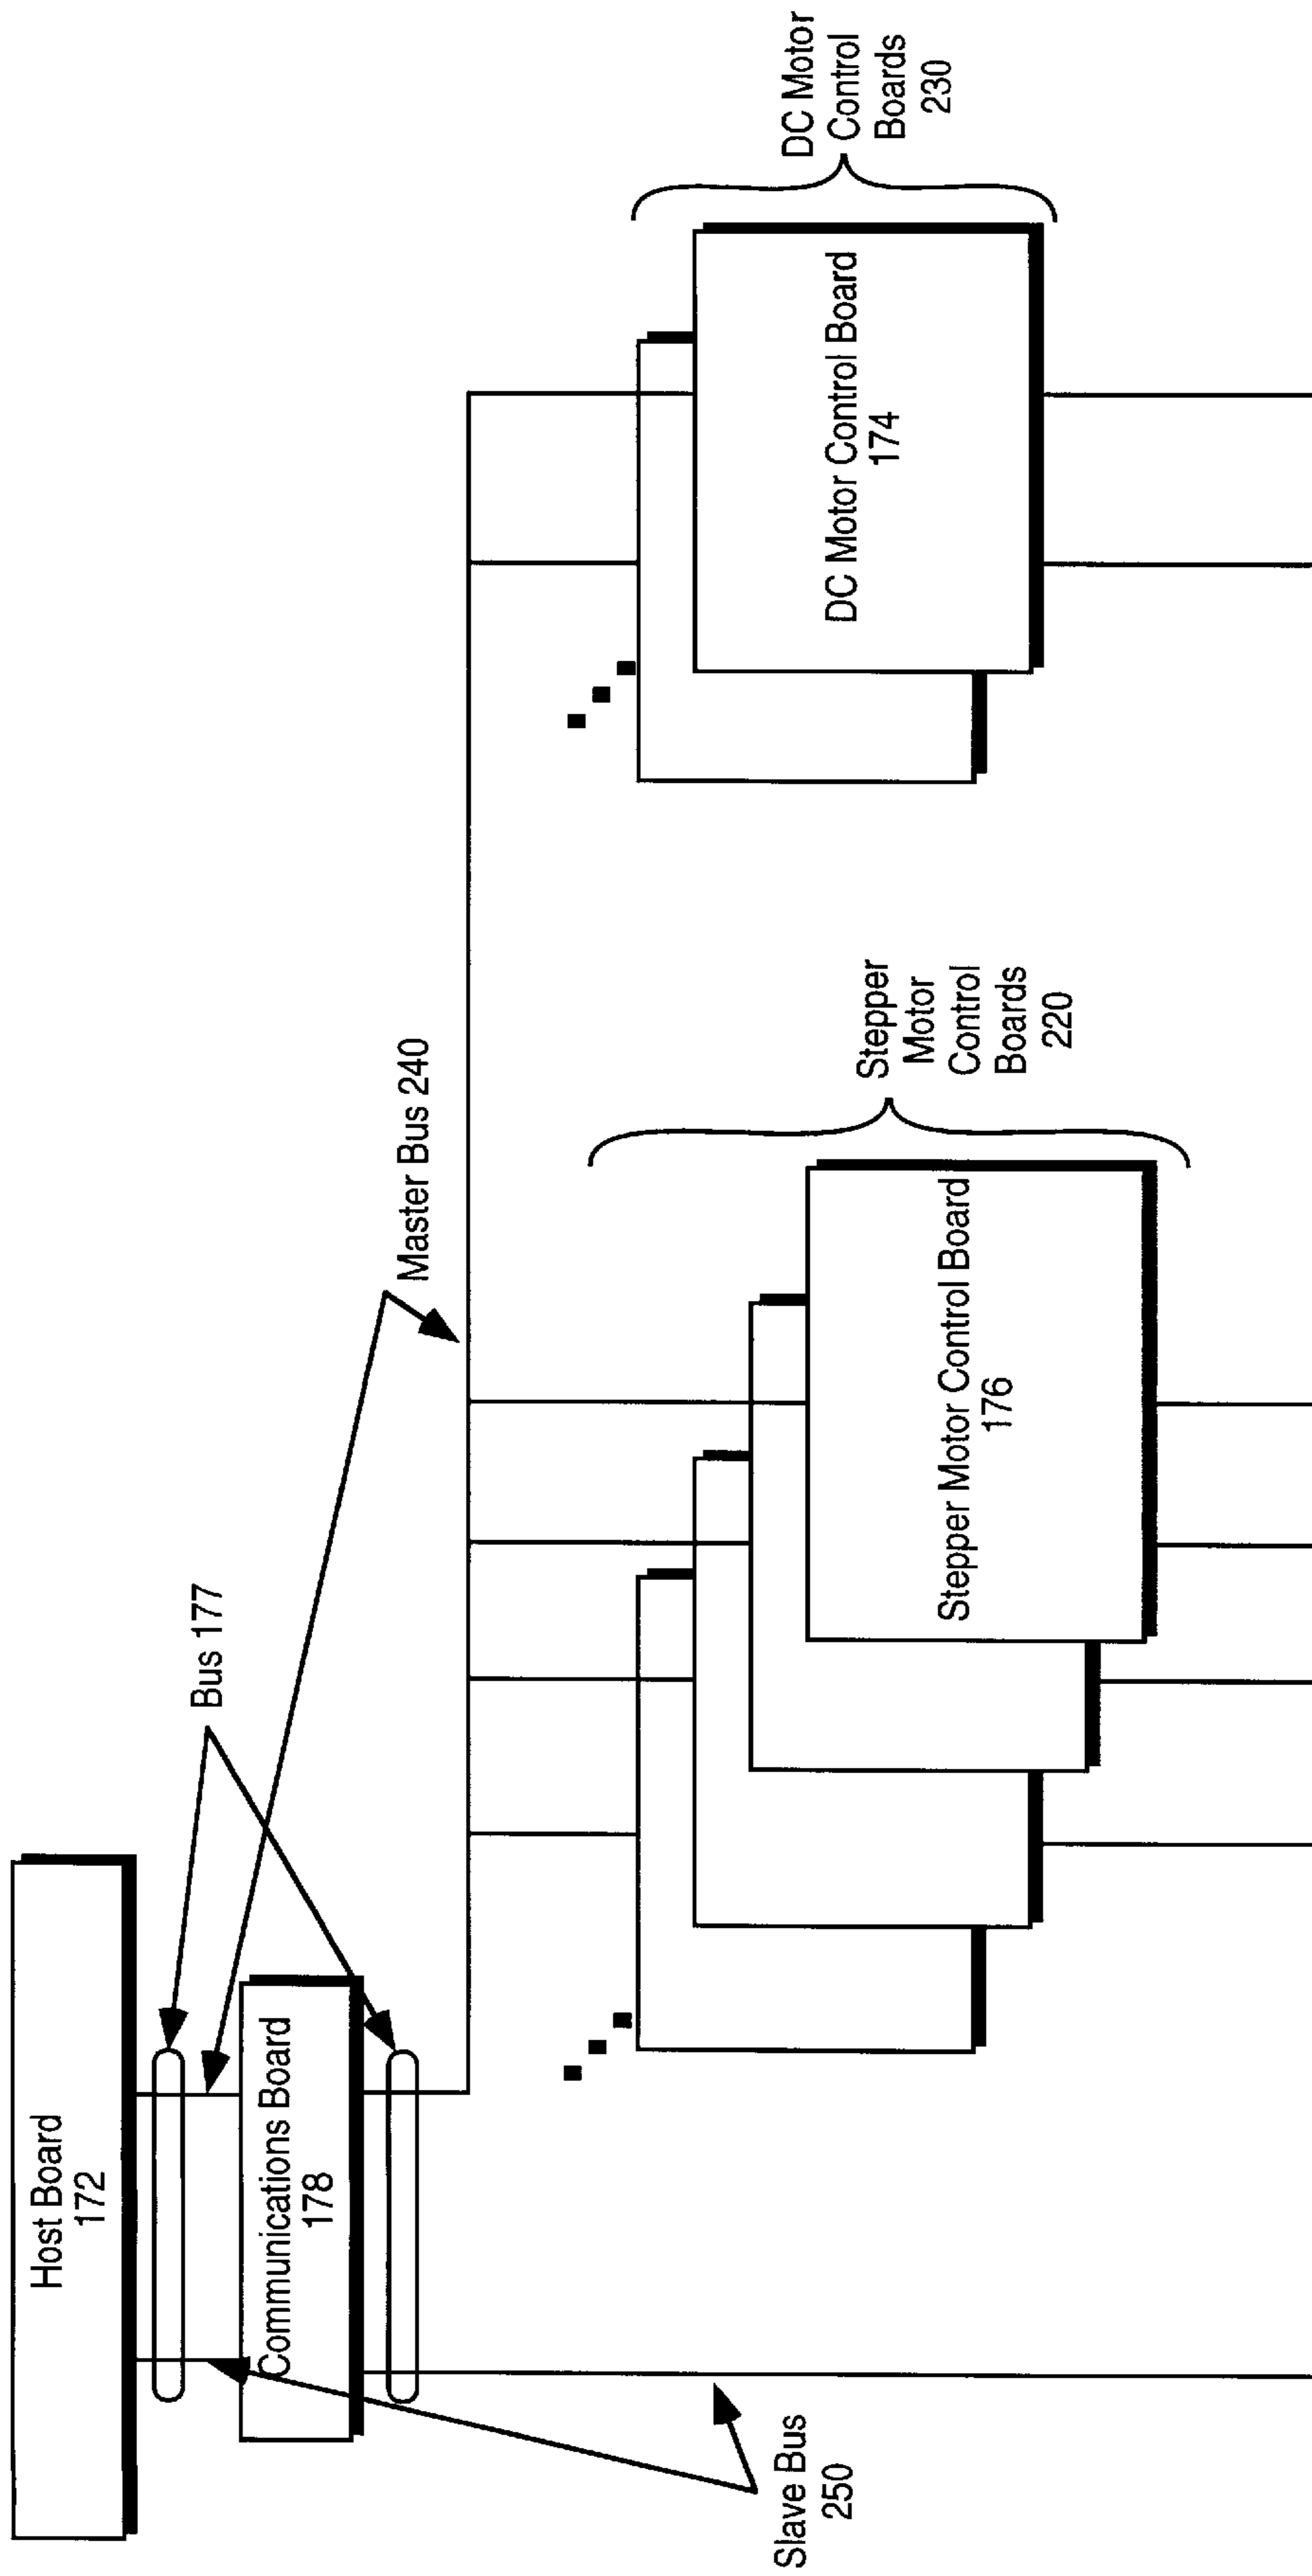 Host Board
172
Bus 177
Communications Board
178
Master Bus 240
Slave Bus
250
Stepper
Motor
Control
Boards
220
Stepper Motor Control Board
176
DC Motor
Control
Boards
230
DC Motor Control Board
174